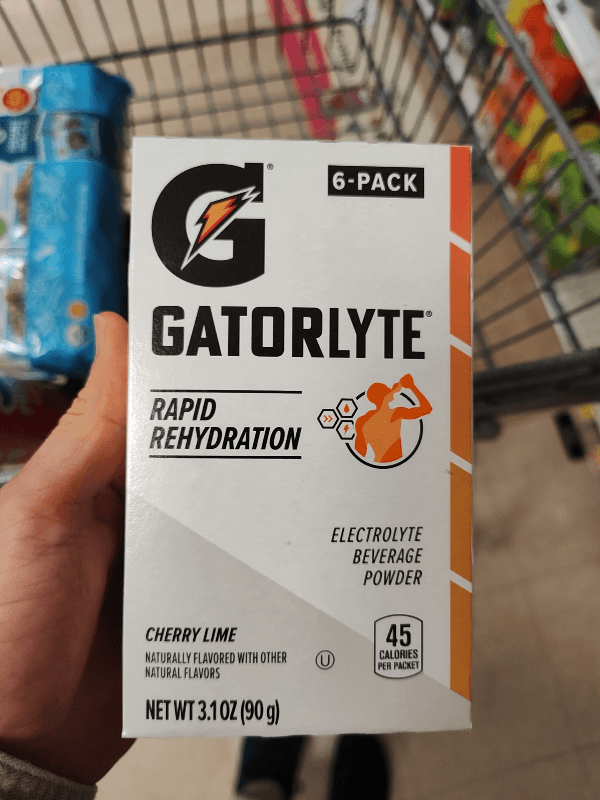 G
6-PACK
GATORLYTE®
RAPID
REHYDRATION
ELECTROLYTE
BEVERAGE
POWDER
CHERRY LIME
NATURALLY FLAVORED WITH OTHER
NATURAL FLAVORS
U
45
CALORIES
PER PACKET
NET WT 3.1 OZ (90 g)